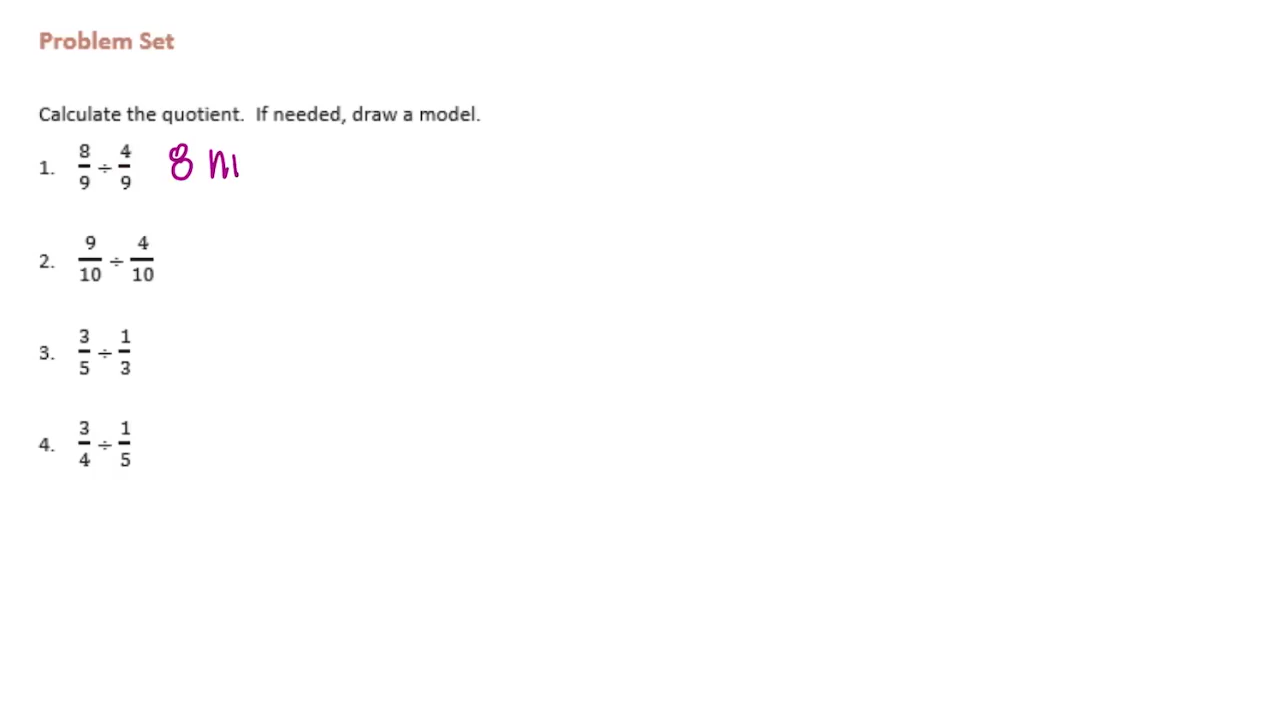 Problem Set
Calculate the quotient. If needed, draw a model.
1. 8/9 ÷ 4/9 8 ni
2. 9/10 ÷ 4/10
3. 3/5 ÷ 1/3
4. 3/4 ÷ 1/5